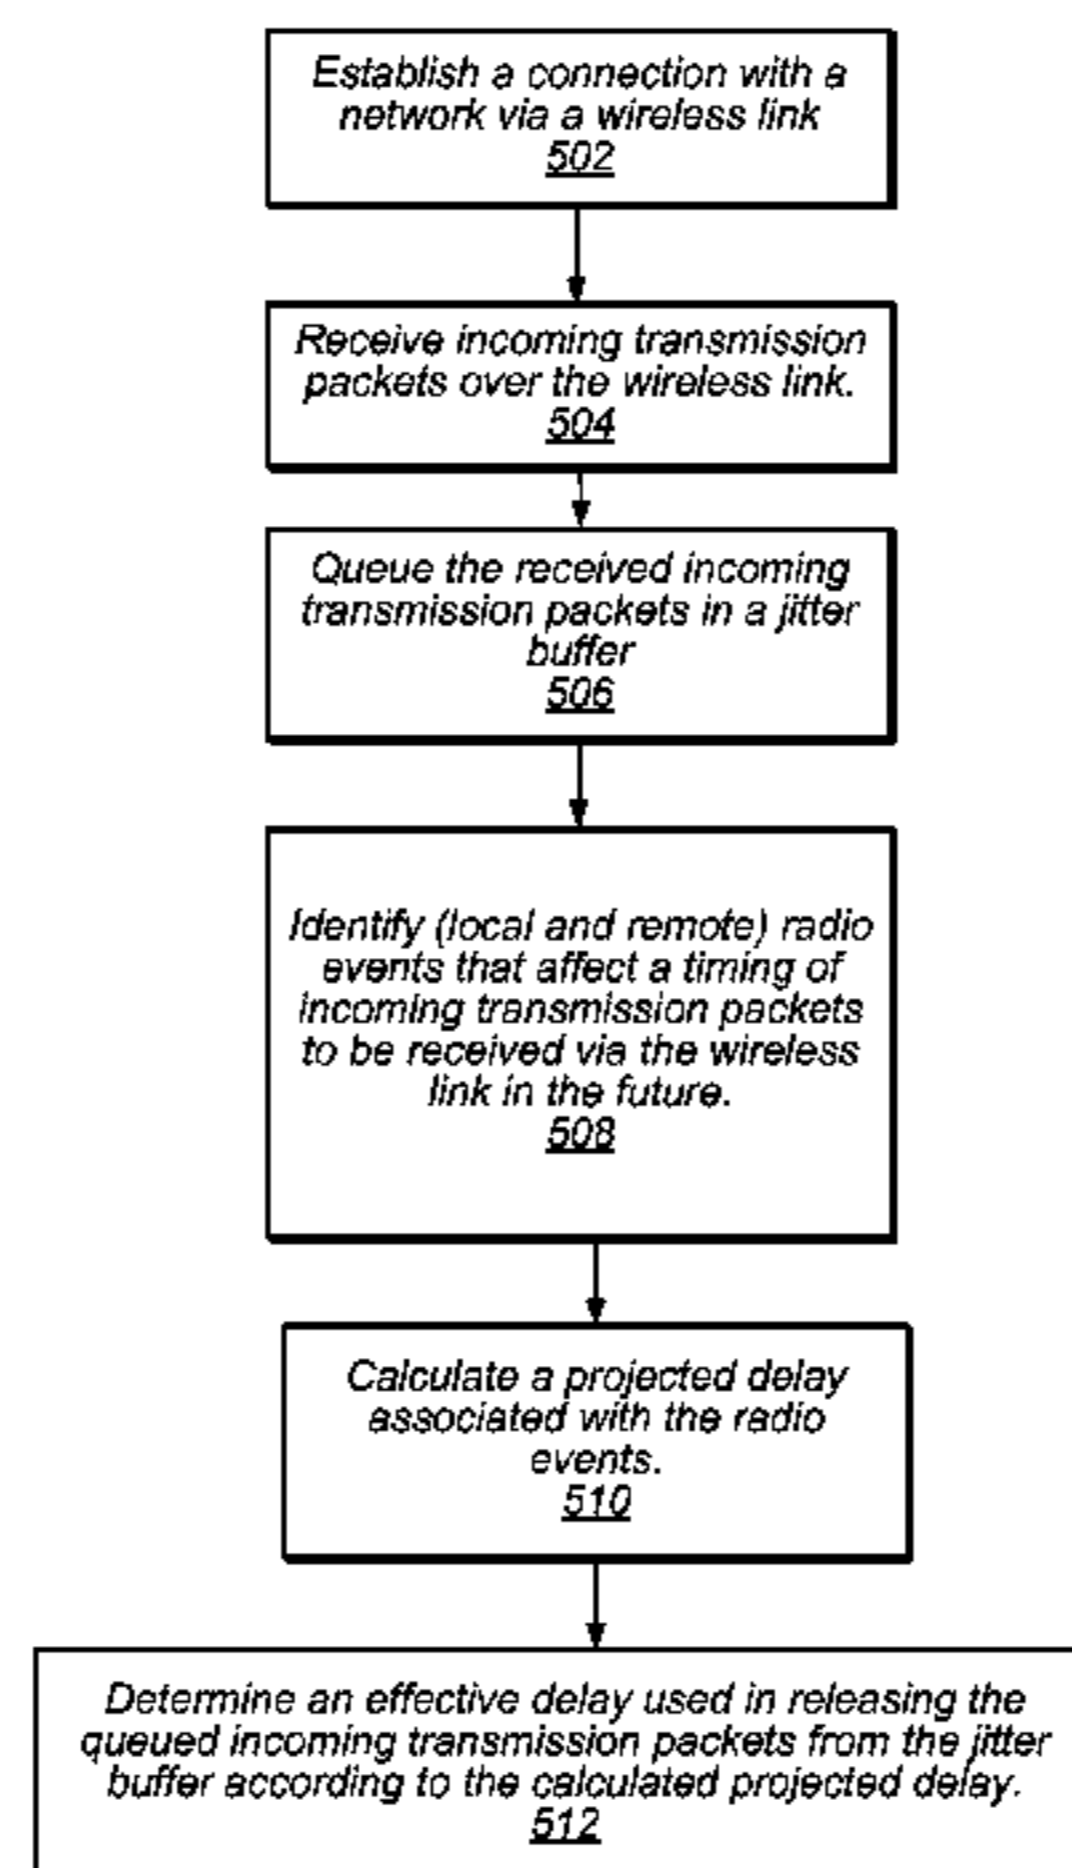 Establish a connection with a
network via a wireless link
502
Receive incoming transmission
packets over the wireless link.
504
Queue the received incoming
transmission packets in a jitter
buffer
506
Identify (local and remote) radio
events that affect a timing of
incoming transmission packets
to be received via the wireless
link in the future.
508
Calculate a projected delay
associated with the radio
events.
510
Determine an effective delay used in releasing the
queued incoming transmission packets from the jitter
buffer according to the calculated projected delay.
512